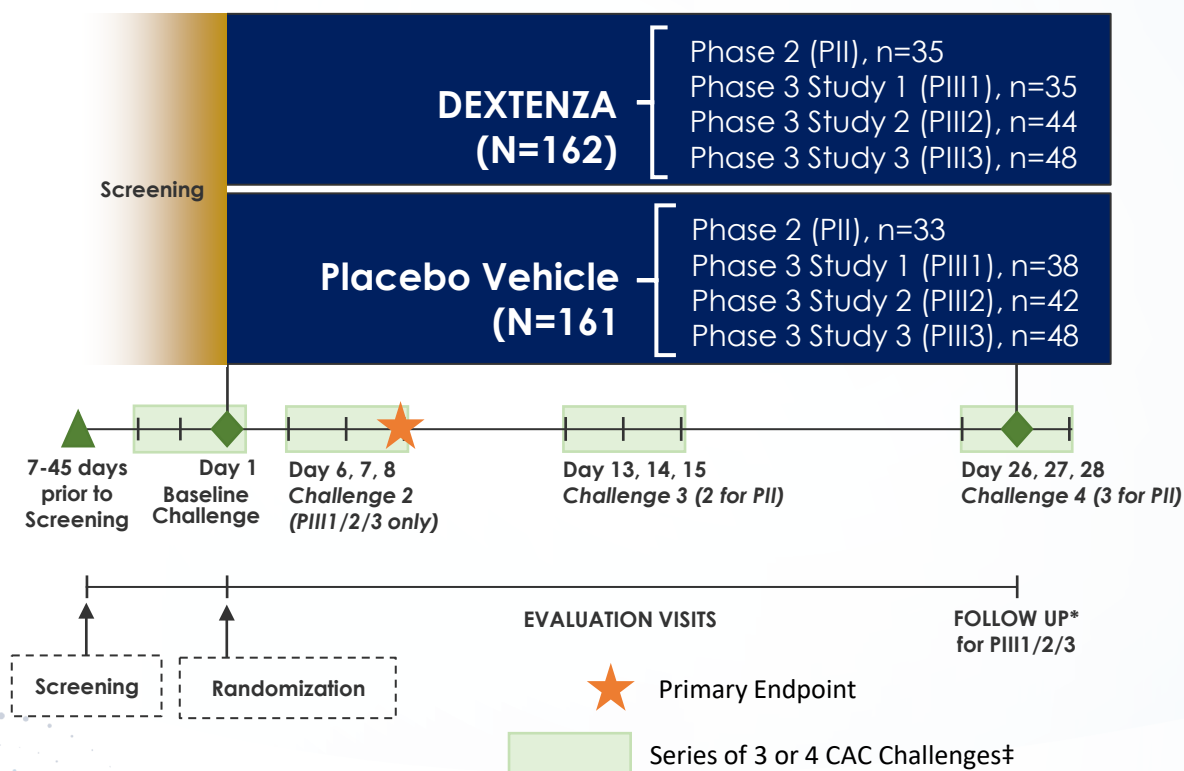 Screening
DEXTENZA
(N=162)
Phase 2 (PII), n=35
Phase 3 Study 1 (PIII1), n=35
Phase 3 Study 2 (PIII2), n=44
Phase 3 Study 3 (PIII3), n=48
Placebo Vehicle
(N=161
Phase 2 (PII), n=33
Phase 3 Study 1 (PIII1), n=38
Phase 3 Study 2 (PIII2), n=42
Phase 3 Study 3 (PIII3), n=48
7-45 days
prior to
Screening
Day 1
Baseline
Challenge
Day 6, 7, 8
Challenge 2
(PIII1/2/3 only)
Day 13, 14, 15
Challenge 3 (2 for PII)
Day 26, 27, 28
Challenge 4 (3 for PII)
EVALUATION VISITS
FOLLOW UP*
for PIII1/2/3
Screening
Randomization
Primary Endpoint
Series of 3 or 4 CAC Challenges‡